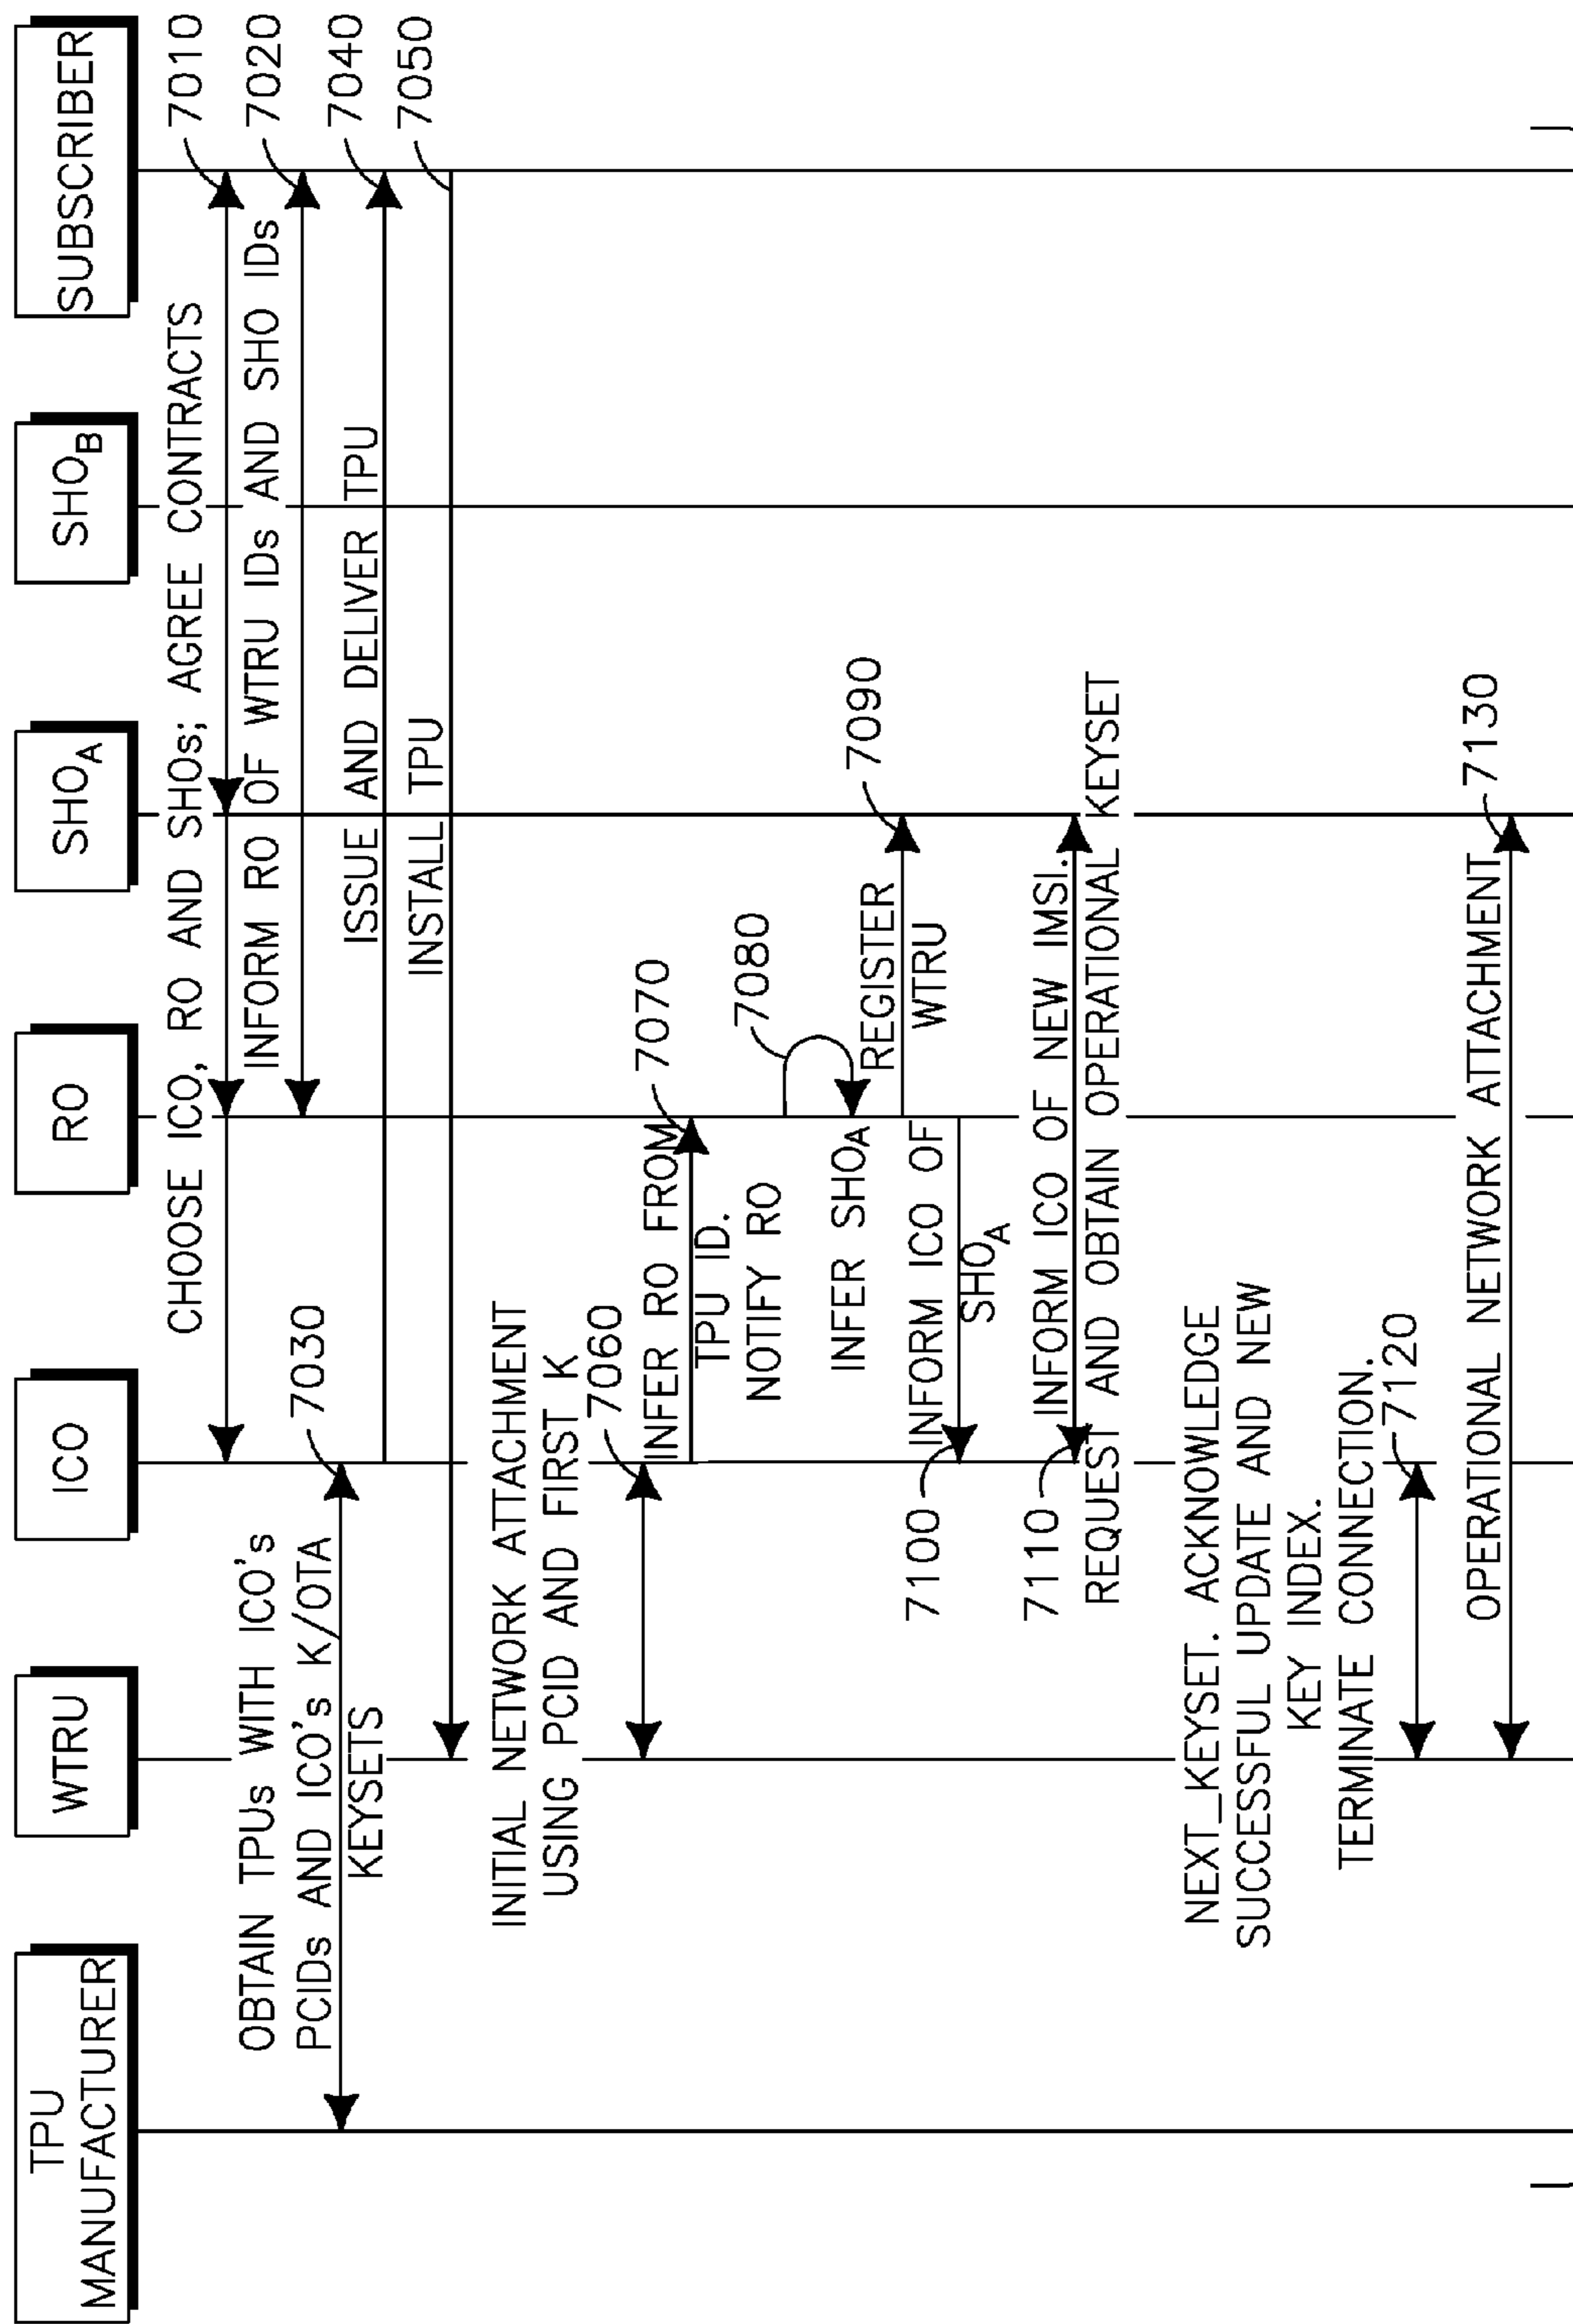 TPU
MANUFACTURER
WTRU
ICO
RO
SHOA
SHOB
SUBSCRIBER
CHOOSE ICO, RO AND SHOs; AGREE CONTRACTS
7010
INFORM RO OF WTRU IDs AND SHO IDs
7020
OBTAIN TPUs WITH ICO's
PCIDs AND ICO's K/OTA
KEYSETS
7030
ISSUE AND DELIVER TPU
7040
INSTALL TPU
7050
INITIAL NETWORK ATTACHMENT
USING PCID AND FIRST K
7060
INFER RO FROM
TPU ID.
NOTIFY RO
7070
7080
INFER SHOA
REGISTER
WTRU
7090
INFORM ICO OF
SHOA
7100
INFORM ICO OF NEW IMSI.
REQUEST AND OBTAIN OPERATIONAL KEYSET
7110
NEXT_KEYSET. ACKNOWLEDGE
SUCCESSFUL UPDATE AND NEW
KEY INDEX.
TERMINATE CONNECTION.
7120
OPERATIONAL NETWORK ATTACHMENT
7130